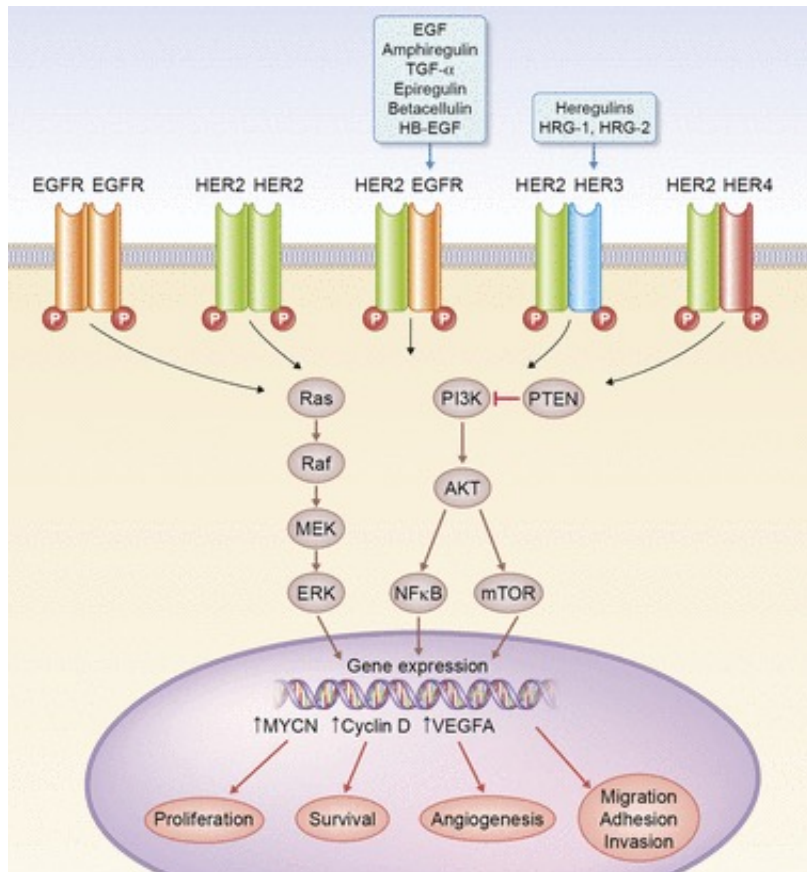 EGF
Amphiregulin
TGF-α
Epiregulin
Betacellulin
HB-EGF
Heregulins
HRG-1, HRG-2
EGFR EGFR
HER2 HER2
HER2 EGFR
HER2 HER3
HER2 HER4
P P P P P P P P P P
Ras
PI3K
PTEN
Raf
AKT
MEK
ERK
NFκB
mTOR
Gene expression
↑MYCN ↑Cyclin D ↑VEGFA
Proliferation
Survival
Angiogenesis
Migration
Adhesion
Invasion